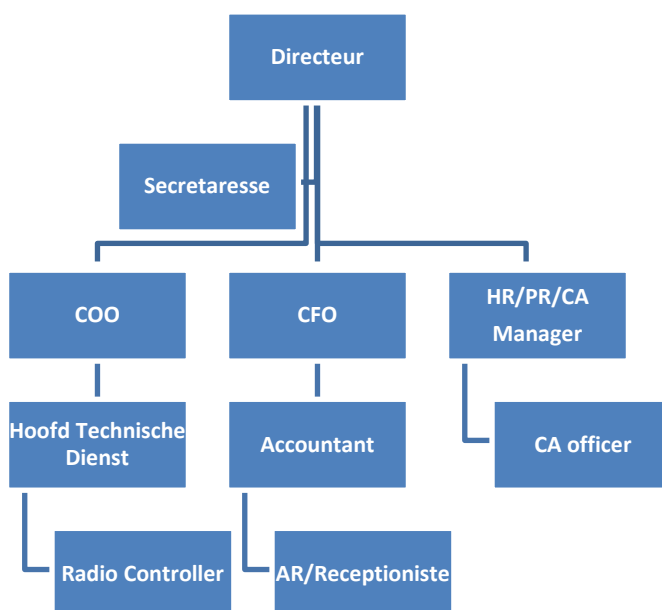 Directeur
Secretaresse
COO
CFO
HR/PR/CA
Manager
Hoofd Technische
Dienst
Accountant
CA officer
Radio Controller
AR/Receptioniste